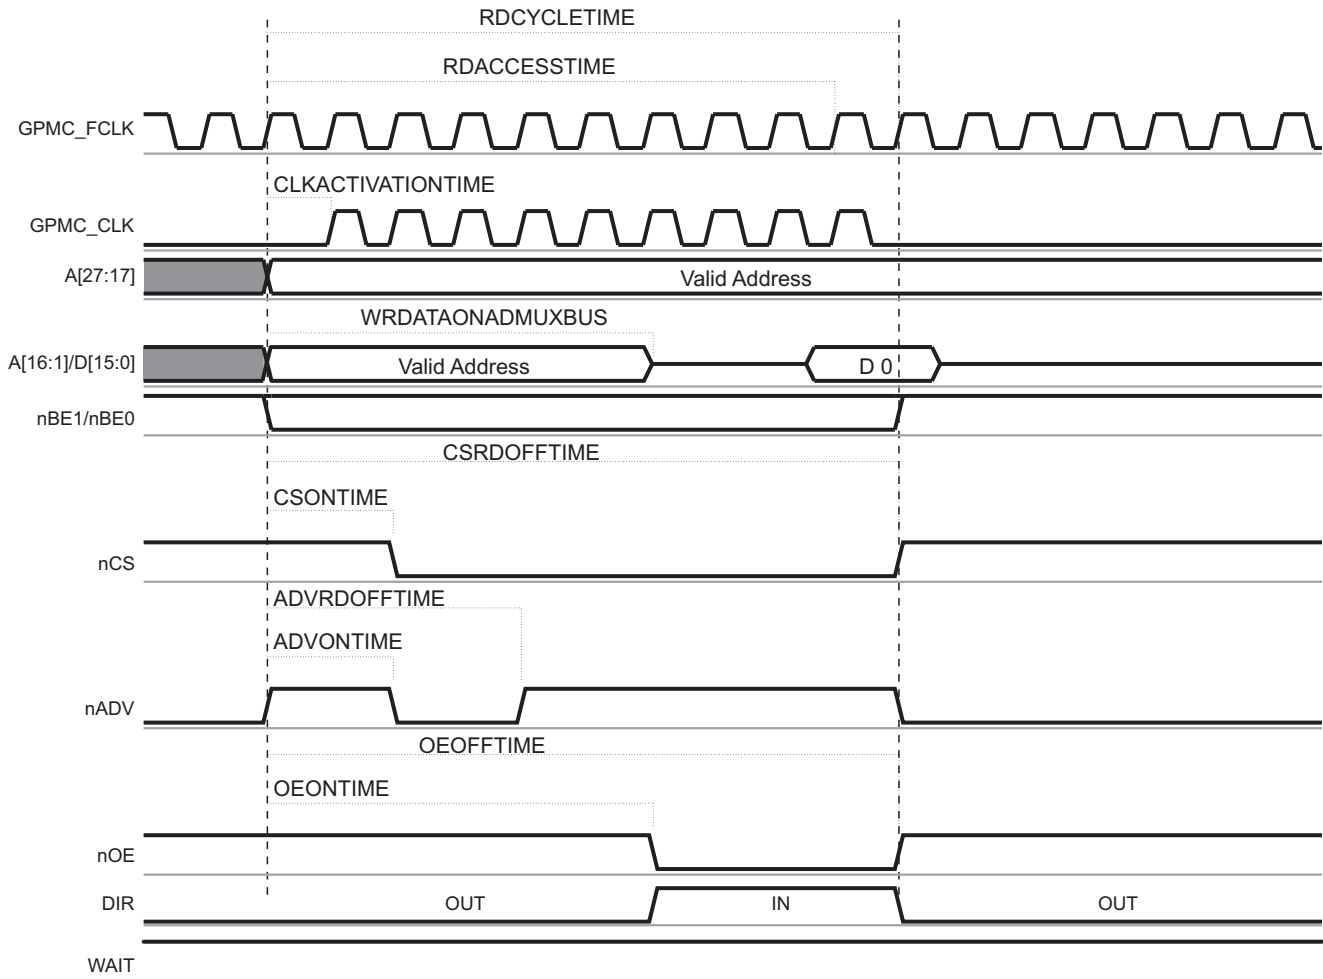 RDCYCLETIME
RDACCESSTIME
GPMC_FCLK
CLKACTIVATIONTIME
GPMC_CLK
A[27:17]
Valid Address
WRDATAONADMUXBUS
A[16:1]/D[15:0]
Valid Address
D 0
nBE1/nBE0
CSRDOFFTIME
CSONTIME
nCS
ADVRDOFFTIME
ADVONTIME
nADV
OEOFFTIME
OEONTIME
nOE
DIR
OUT
IN
OUT
WAIT